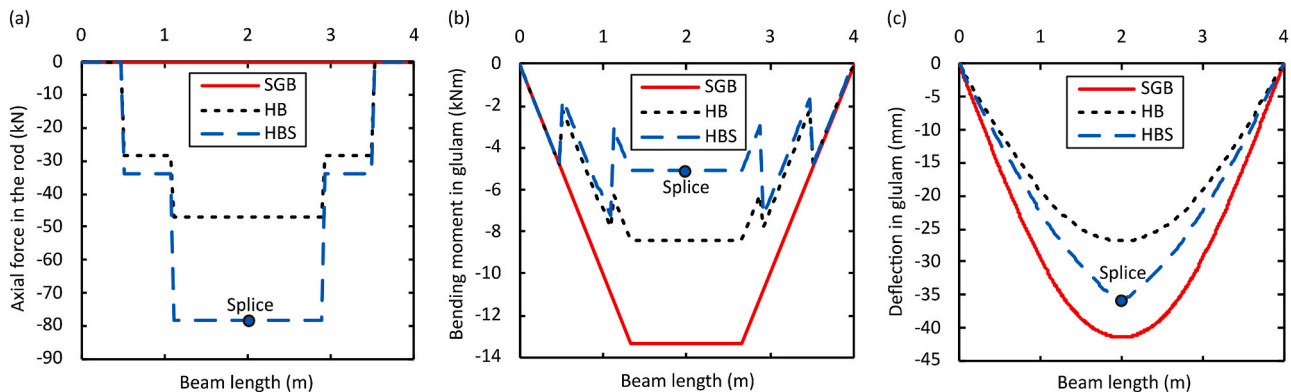 (a)
0 1 2 3 4
0
-10
-20
-30
-40
-50
-60
-70
-80
-90
Axial force in the rod (kN)
SGB
HB
HBS
Splice
Beam length (m)
(b)
0 1 2 3 4
0
-2
-4
-6
-8
-10
-12
-14
Bending moment in glulam (kNm)
SGB
HB
HBS
Splice
Beam length (m)
(c)
0 1 2 3 4
0
-5
-10
-15
-20
-25
-30
-35
-40
-45
Deflection in glulam (mm)
SGB
HB
HBS
Splice
Beam length (m)